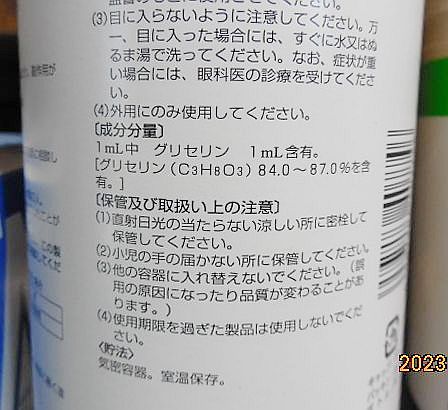 (3)目に入らないように注意してください。万
一、目に入った場合には、すぐに水又はぬ
るま湯で洗ってください。なお、症状が重
い場合には、眼科医の診療を受けてくださ
い。
(4)外用にのみ使用してください。
〔成分分量〕
1mL中 グリセリン 1mL含有。
[グリセリン(C3H8O3) 84.0～87.0%を含
有。]
〔保管及び取扱い上の注意〕
(1)直射日光の当たらない涼しい所に密栓して
保管してください。
(2)小児の手の届かない所に保管してください。
(3)他の容器に入れ替えないでください。(誤
用の原因になったり品質が変わることがあ
ります。)
(4)使用期限を過ぎた製品は使用しないでくだ
さい。
〈貯法〉
気密容器。室温保存。
2023